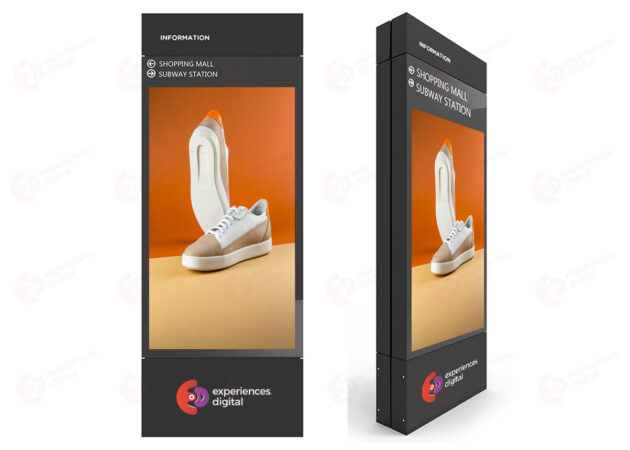 INFORMATION
SHOPPING MALL
SUBWAY STATION
experiences
digital
INFORMATION
SHOPPING MALL
SUBWAY STATION
experiences
digital